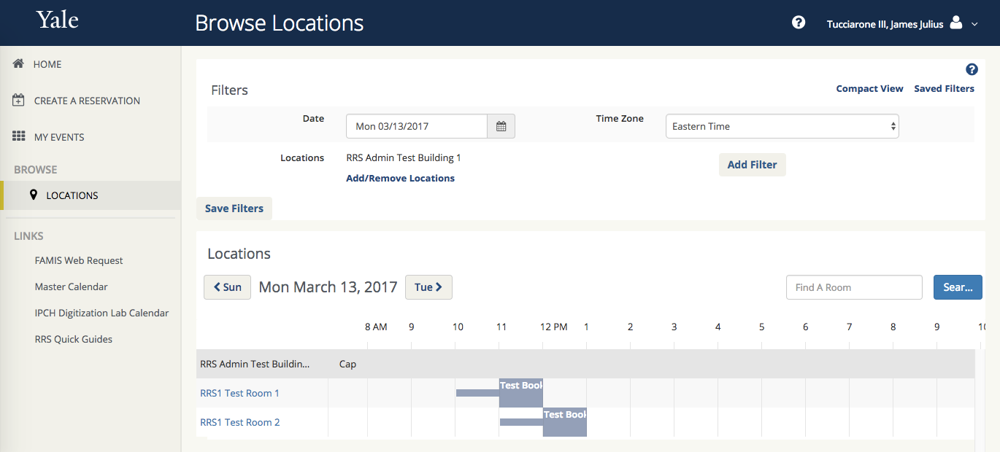 Yale
Browse Locations
?
Tucciarone III, James Julius
HOME
CREATE A RESERVATION
MY EVENTS
BROWSE
LOCATIONS
LINKS
FAMIS Web Request
Master Calendar
IPCH Digitization Lab Calendar
RRS Quick Guides
?
Filters
Compact View Saved Filters
Date Mon 03/13/2017 Time Zone Eastern Time
Locations RRS Admin Test Building 1 Add Filter
Add/Remove Locations
Save Filters
Locations
Sun Mon March 13, 2017 Tue Find A Room Sear...
8 AM 9 10 11 12 PM 1 2 3 4 5 6 7 8 9 10
RRS Admin Test Buildin... Cap
Test Book
RRS1 Test Room 1
Test Book
RRS1 Test Room 2